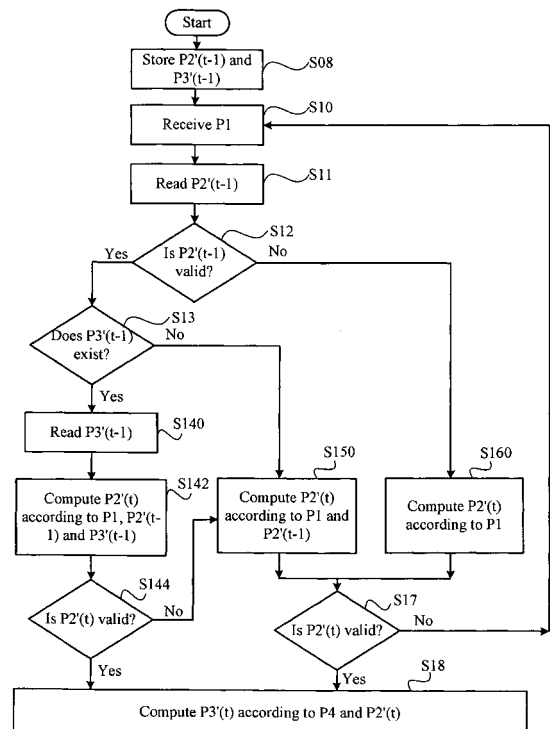 Start
Store P2'(t-1) and
P3'(t-1)
S08
Receive P1
S10
Read P2'(t-1)
S11
Is P2'(t-1)
valid?
S12
Yes
No
Does P3'(t-1)
exist?
S13
No
Yes
Read P3'(t-1)
S140
Compute P2'(t)
according to P1, P2'(t-
1) and P3'(t-1)
S142
Compute P2'(t)
according to P1 and
P2'(t-1)
S150
Compute P2'(t)
according to P1
S160
Is P2'(t) valid?
S144
No
Yes
Is P2'(t) valid?
S17
No
Yes
S18
Compute P3'(t) according to P4 and P2'(t)